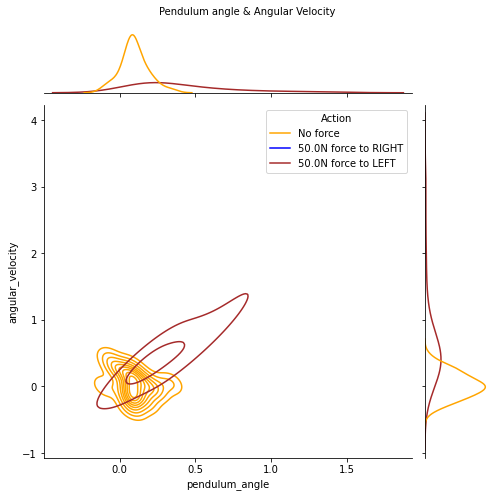 Pendulum angle & Angular Velocity
Action
No force
50.0N force to RIGHT
50.0N force to LEFT
4
3
2
1
0
−1
angular_velocity
0.0 0.5 1.0 1.5
pendulum_angle